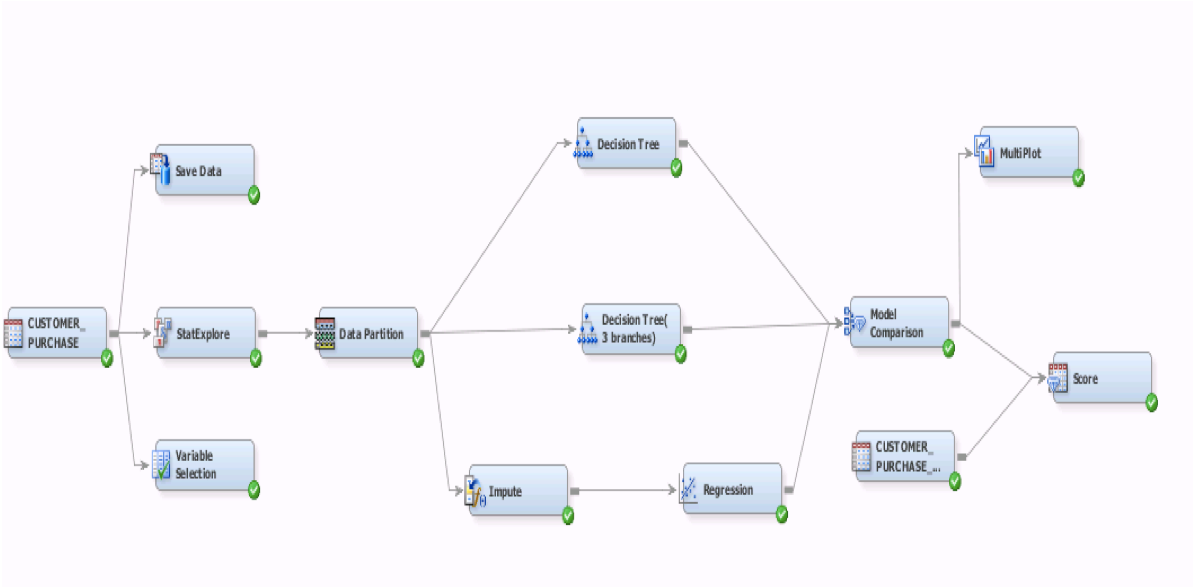 Save Data
CUSTOMER_
PURCHASE
StatExplore
Variable
Selection
Data Partition
Decision Tree
Decision Tree(
3 branches)
Impute
Regression
Model
Comparison
MultiPlot
Score
CUSTOMER_
PURCHASE_...